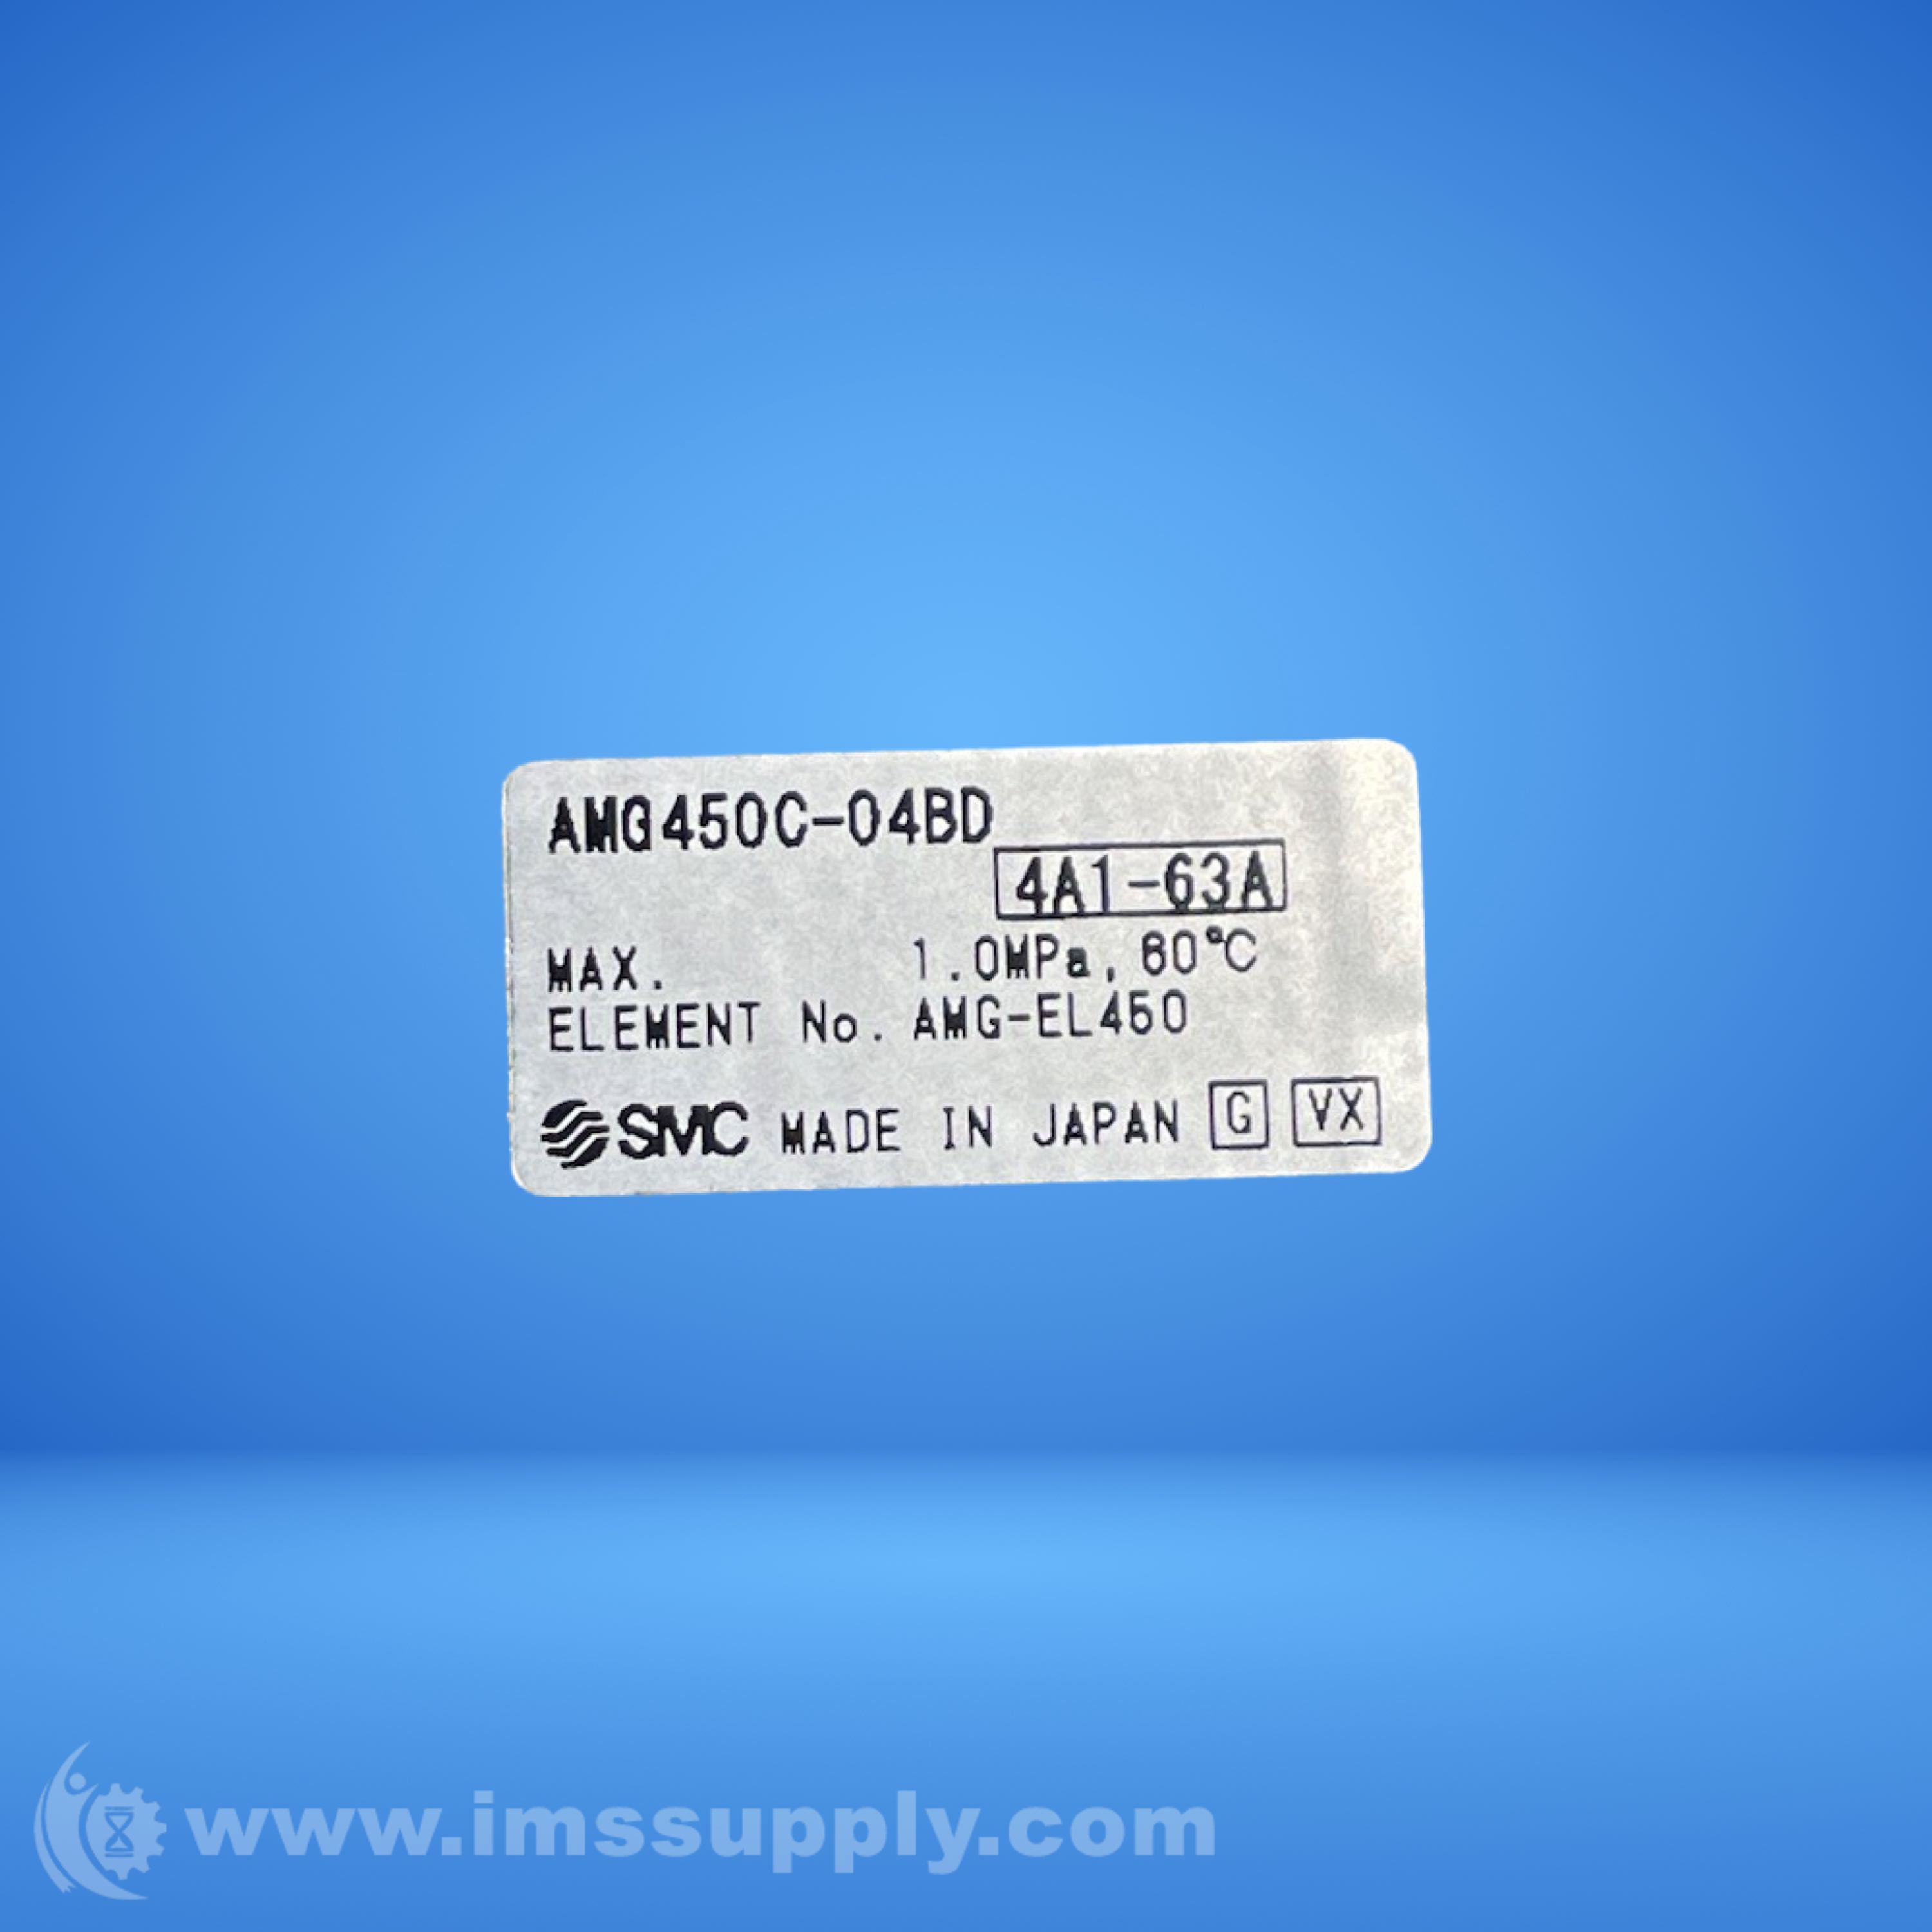 AMG450C-04BD
4A1-63A
MAX. 1.0MPa, 60℃
ELEMENT No. AMG-EL450
SMC MADE IN JAPAN G VX
www.imssupply.com